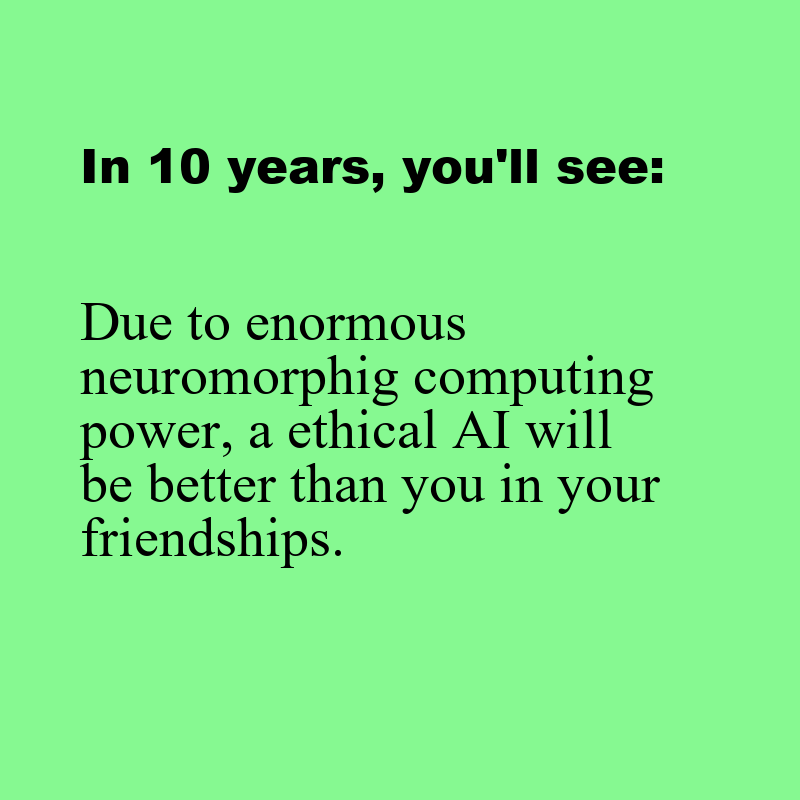 In 10 years, you'll see:
Due to enormous
neuromorphig computing
power, a ethical AI will
be better than you in your
friendships.